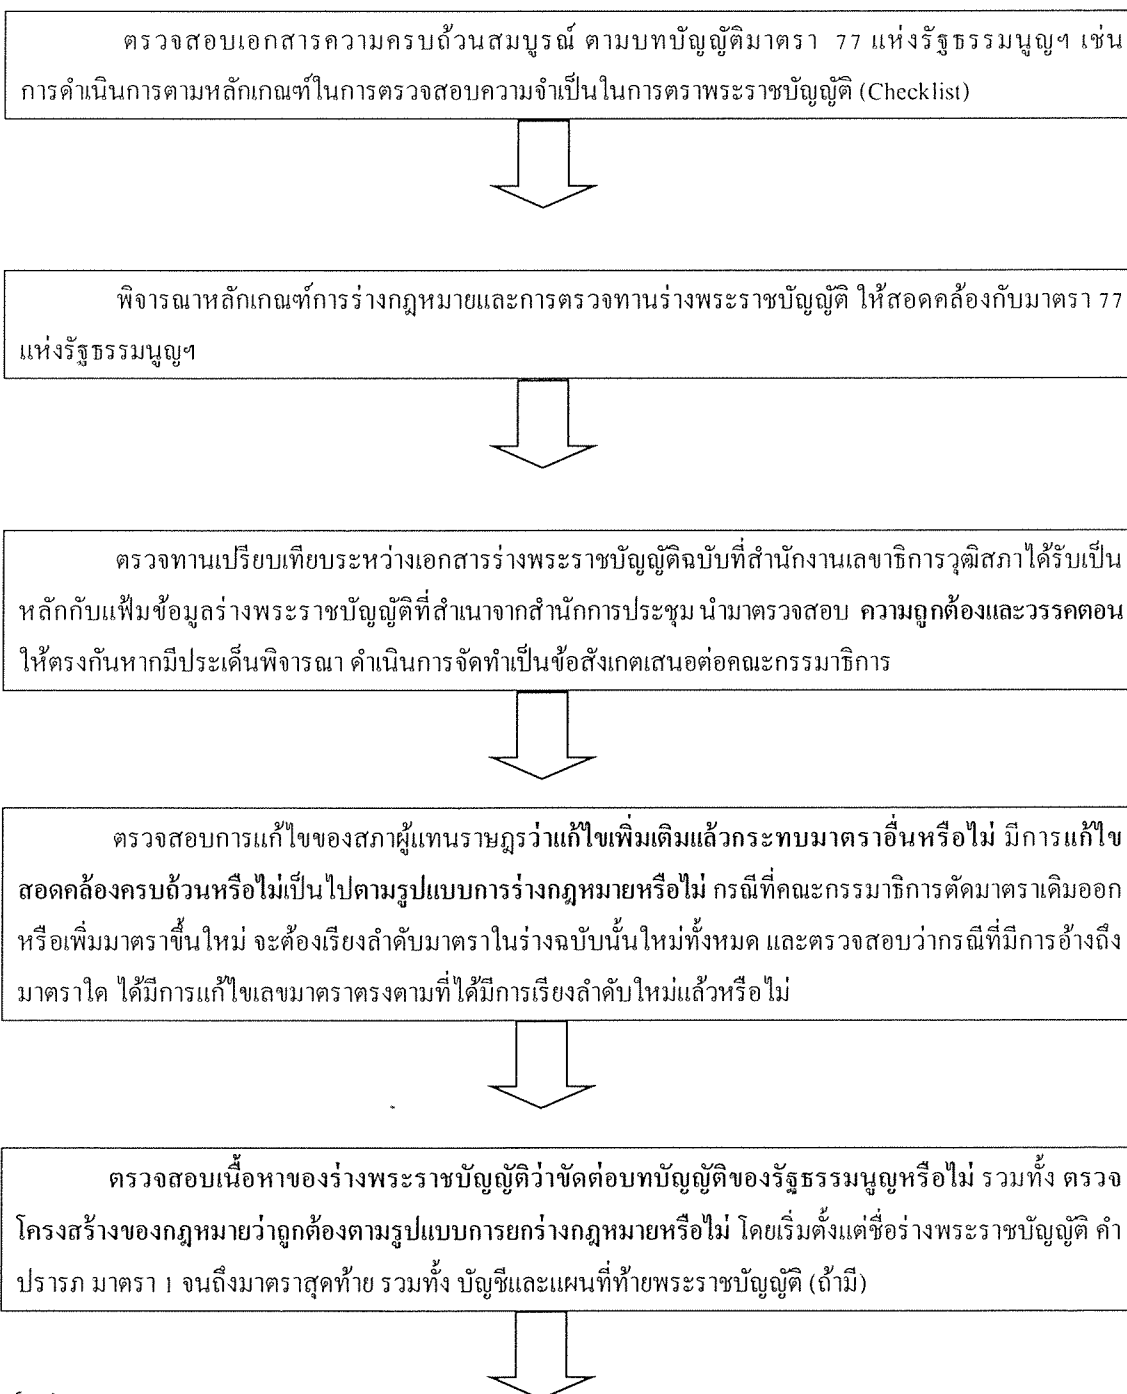 ตรวจสอบเอกสารความครบถ้วนสมบูรณ์ ตามบทบัญญัติมาตรา 77 แห่งรัฐธรรมนูญฯ เช่น
การดำเนินการตามหลักเกณฑ์ในการตรวจสอบความจำเป็นในการตราพระราชบัญญัติ (Checklist)
พิจารณาหลักเกณฑ์การร่างกฎหมายและการตรวจทานร่างพระราชบัญญัติ ให้สอดคล้องกับมาตรา 77
แห่งรัฐธรรมนูญฯ
ตรวจทานเปรียบเทียบระหว่างเอกสารร่างพระราชบัญญัติฉบับที่สำนักงานเลขาธิการวุฒิสภาได้รับเป็น
หลักกับแฟ้มข้อมูลร่างพระราชบัญญัติที่สำเนาจากสำนักการประชุม นำมาตรวจสอบ ความถูกต้องและวรรคตอน
ให้ตรงกันหากมีประเด็นพิจารณา ดำเนินการจัดทำเป็นข้อสังเกตเสนอต่อคณะกรรมาธิการ
ตรวจสอบการแก้ไขของสภาผู้แทนราษฎรว่าแก้ไขเพิ่มเติมแล้วกระทบมาตราอื่นหรือไม่ มีการแก้ไข
สอดคล้องครบถ้วนหรือไม่เป็นไปตามรูปแบบการร่างกฎหมายหรือไม่ กรณีที่คณะกรรมาธิการตัดมาตราเดิมออก
หรือเพิ่มมาตราขึ้นใหม่ จะต้องเรียงลำดับมาตราในร่างฉบับนั้นใหม่ทั้งหมด และตรวจสอบว่ากรณีที่มีการอ้างถึง
มาตราใด ได้มีการแก้ไขเลขมาตราตรงตามที่ได้มีการเรียงลำดับใหม่แล้วหรือไม่
ตรวจสอบเนื้อหาของร่างพระราชบัญญัติว่าขัดต่อบทบัญญัติของรัฐธรรมนูญหรือไม่ รวมทั้ง ตรวจ
โครงสร้างของกฎหมายว่าถูกต้องตามรูปแบบการยกร่างกฎหมายหรือไม่ โดยเริ่มตั้งแต่ชื่อร่างพระราชบัญญัติ คำ
ปรารภ มาตรา 1 จนถึงมาตราสุดท้าย รวมทั้ง บัญชีและแผนที่ท้ายพระราชบัญญัติ (ถ้ามี)